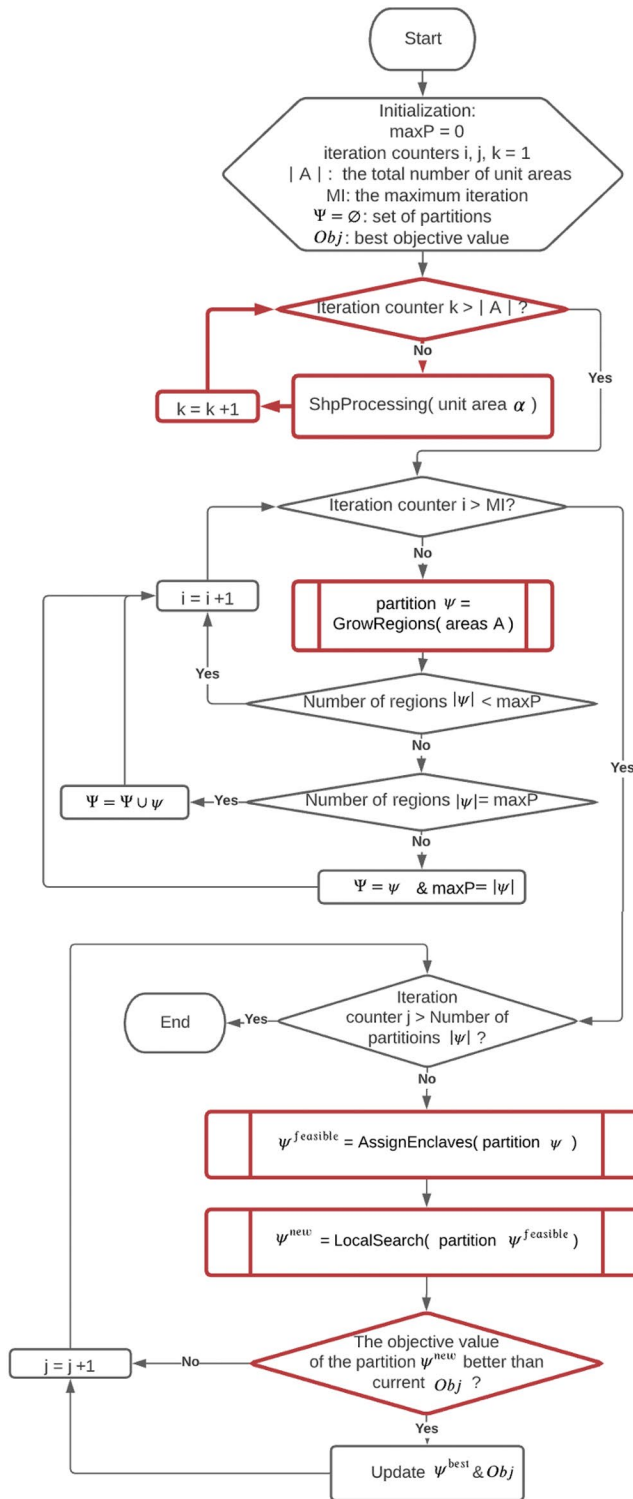 Start
Initialization:
maxP = 0
iteration counters i, j, k = 1
| A | : the total number of unit areas
MI: the maximum iteration
Ψ = ∅: set of partitions
Obj: best objective value
Iteration counter k > | A | ?
No
Yes
k = k +1
ShpProcessing( unit area α )
Iteration counter i > MI?
No
i = i +1
partition ψ =
GrowRegions( areas A )
Yes
Number of regions |ψ| < maxP
No
Yes
Ψ = Ψ ∪ ψ
Yes
Number of regions |ψ|= maxP
No
Ψ = ψ & maxP= |ψ|
Iteration
counter j > Number of
partitioins |ψ| ?
End
Yes
No
ψ^feasible = AssignEnclaves( partition ψ )
ψ^new = LocalSearch( partition ψ^feasible )
The objective value
of the partition ψ^new better than
current Obj ?
j = j +1
No
Yes
Update ψ^best & Obj